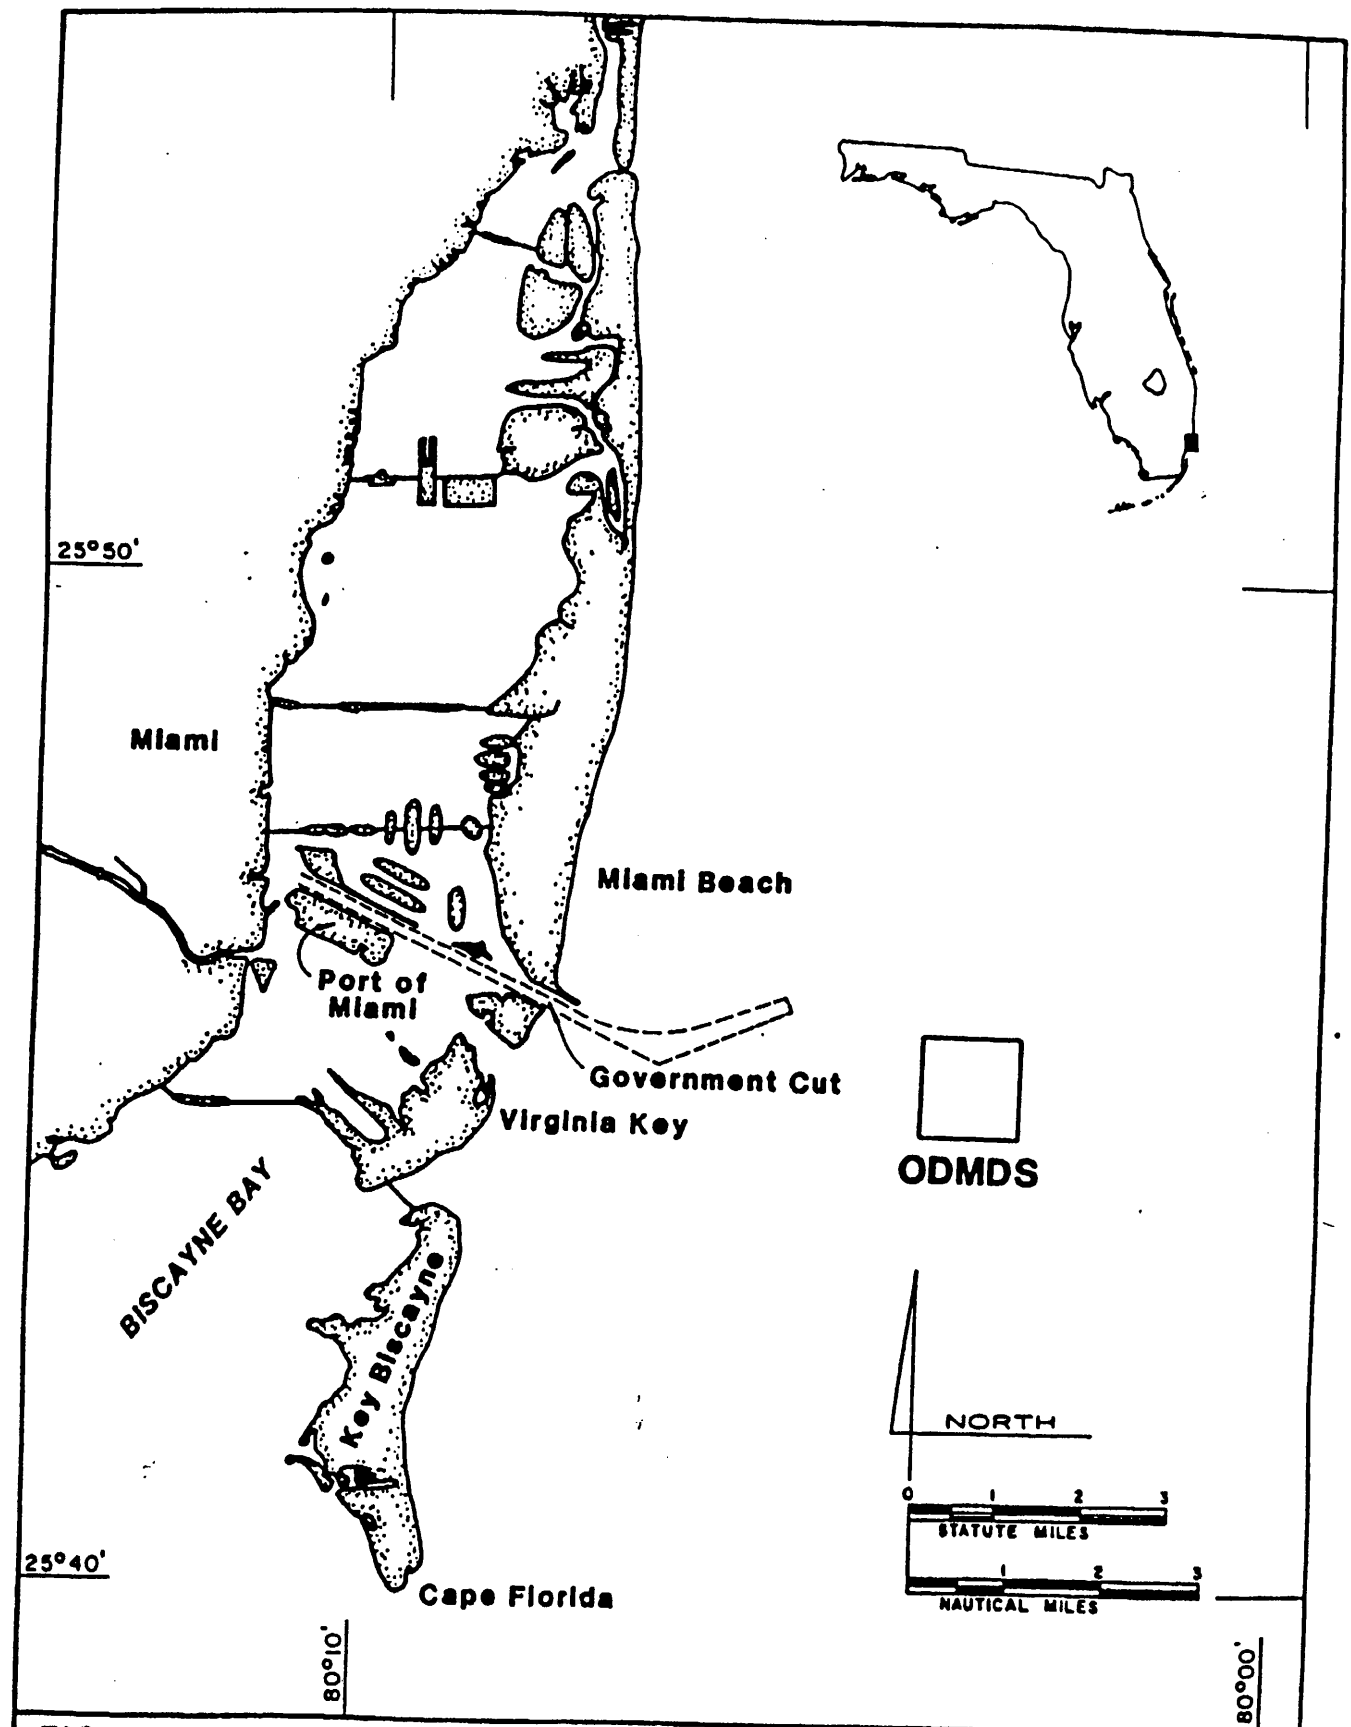 25°50'
Miami
Miami Beach
Port of
Miami
Government Cut
Virginia Key
ODMDS
BISCAYNE BAY
Key Biscayne
NORTH
0 1 2 3
STATUTE MILES
1 2 3
NAUTICAL MILES
25°40'
Cape Florida
80°10'
80°00'